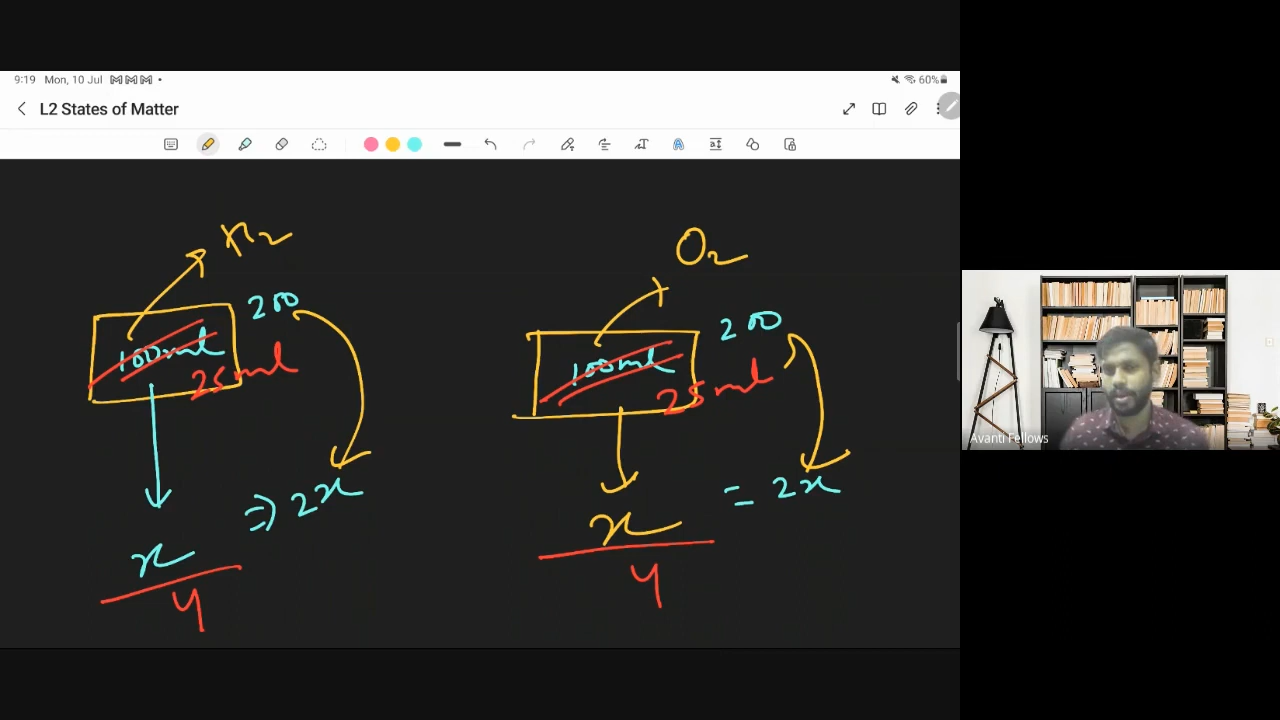 9:19 Mon, 10 Jul
60%
L2 States of Matter
N2
O2
200
200
100ml
25ml
100ml
25ml
⇒ 2x
= 2x
x
4
x
4
Avanti Fellows